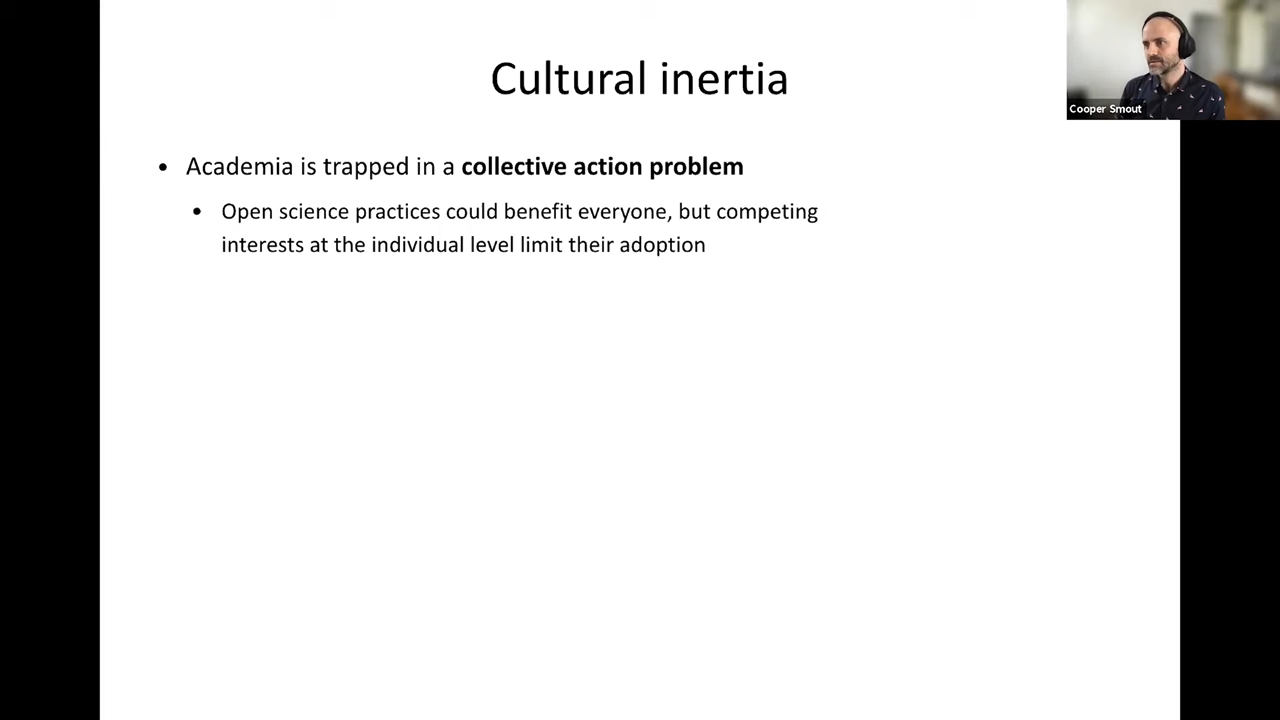 Cultural inertia
Cooper Smout
• Academia is trapped in a collective action problem
• Open science practices could benefit everyone, but competing
interests at the individual level limit their adoption